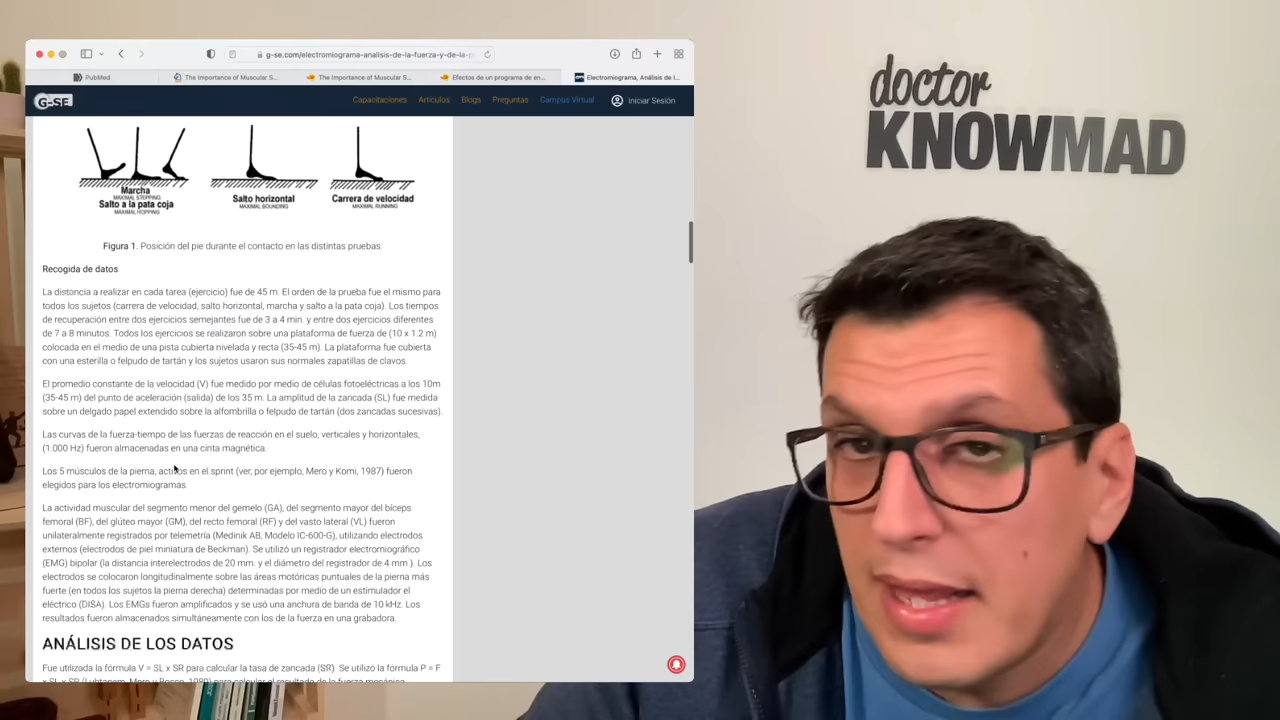 g-se.com/electromiograma-analisis-de-la-fuerza-y-de-la-p
PubMed
The Importance of Muscular S...
The Importance of Muscular S...
Efectos de un programa de en...
Electromiograma, Análisis de l...
G-SE
Capacitaciones
Artículos
Blogs
Preguntas
Campus Virtual
Iniciar Sesión
Marcha
MAXIMAL STEPPING
Salto a la pata coja
MAXIMAL HOPPING
Salto horizontal
MAXIMAL BOUNDING
Carrera de velocidad
MAXIMAL RUNNING
Figura 1. Posición del pie durante el contacto en las distintas pruebas.
Recogida de datos
La distancia a realizar en cada tarea (ejercicio) fue de 45 m. El orden de la prueba fue el mismo para
todos los sujetos (carrera de velocidad, salto horizontal, marcha y salto a la pata coja). Los tiempos
de recuperación entre dos ejercicios semejantes fue de 3 a 4 min. y entre dos ejercicios diferentes
de 7 a 8 minutos. Todos los ejercicios se realizaron sobre una plataforma de fuerza de (10 x 1.2 m)
colocada en el medio de una pista cubierta nivelada y recta (35-45 m). La plataforma fue cubierta
con una esterilla o felpudo de tartán y los sujetos usaron sus normales zapatillas de clavos.
El promedio constante de la velocidad (V) fue medido por medio de células fotoeléctricas a los 10m
(35-45 m) del punto de aceleración (salida) de los 35 m. La amplitud de la zancada (SL) fue medida
sobre un delgado papel extendido sobre la alfombrilla o felpudo de tartán (dos zancadas sucesivas).
Las curvas de la fuerza-tiempo de las fuerzas de reacción en el suelo, verticales y horizontales,
(1.000 Hz) fueron almacenadas en una cinta magnética.
Los 5 músculos de la pierna, activos en el sprint (ver, por ejemplo, Mero y Komi, 1987) fueron
elegidos para los electromiogramas.
La actividad muscular del segmento menor del gemelo (GA), del segmento mayor del bíceps
femoral (BF), del glúteo mayor (GM), del recto femoral (RF) y del vasto lateral (VL) fueron
unilateralmente registrados por telemetría (Medinik AB, Modelo IC-600-G), utilizando electrodos
externos (electrodos de piel miniatura de Beckman). Se utilizó un registrador electromiográfico
(EMG) bipolar (la distancia interelectrodos de 20 mm. y el diámetro del registrador de 4 mm.). Los
electrodos se colocaron longitudinalmente sobre las áreas motóricas puntuales de la pierna más
fuerte (en todos los sujetos la pierna derecha) determinadas por medio de un estimulador el
eléctrico (DISA). Los EMGs fueron amplificados y se usó una anchura de banda de 10 kHz. Los
resultados fueron almacenados simultáneamente con los de la fuerza en una grabadora.
ANÁLISIS DE LOS DATOS
Fue utilizada la fórmula V = SL x SR para calcular la tasa de zancada (SR). Se utilizó la fórmula P = F
x SL x SR (Luhtanen, Mero y Bosco, 1980) para calcular el resultado de la fuerza mecánica
doctor
KNOWMAD